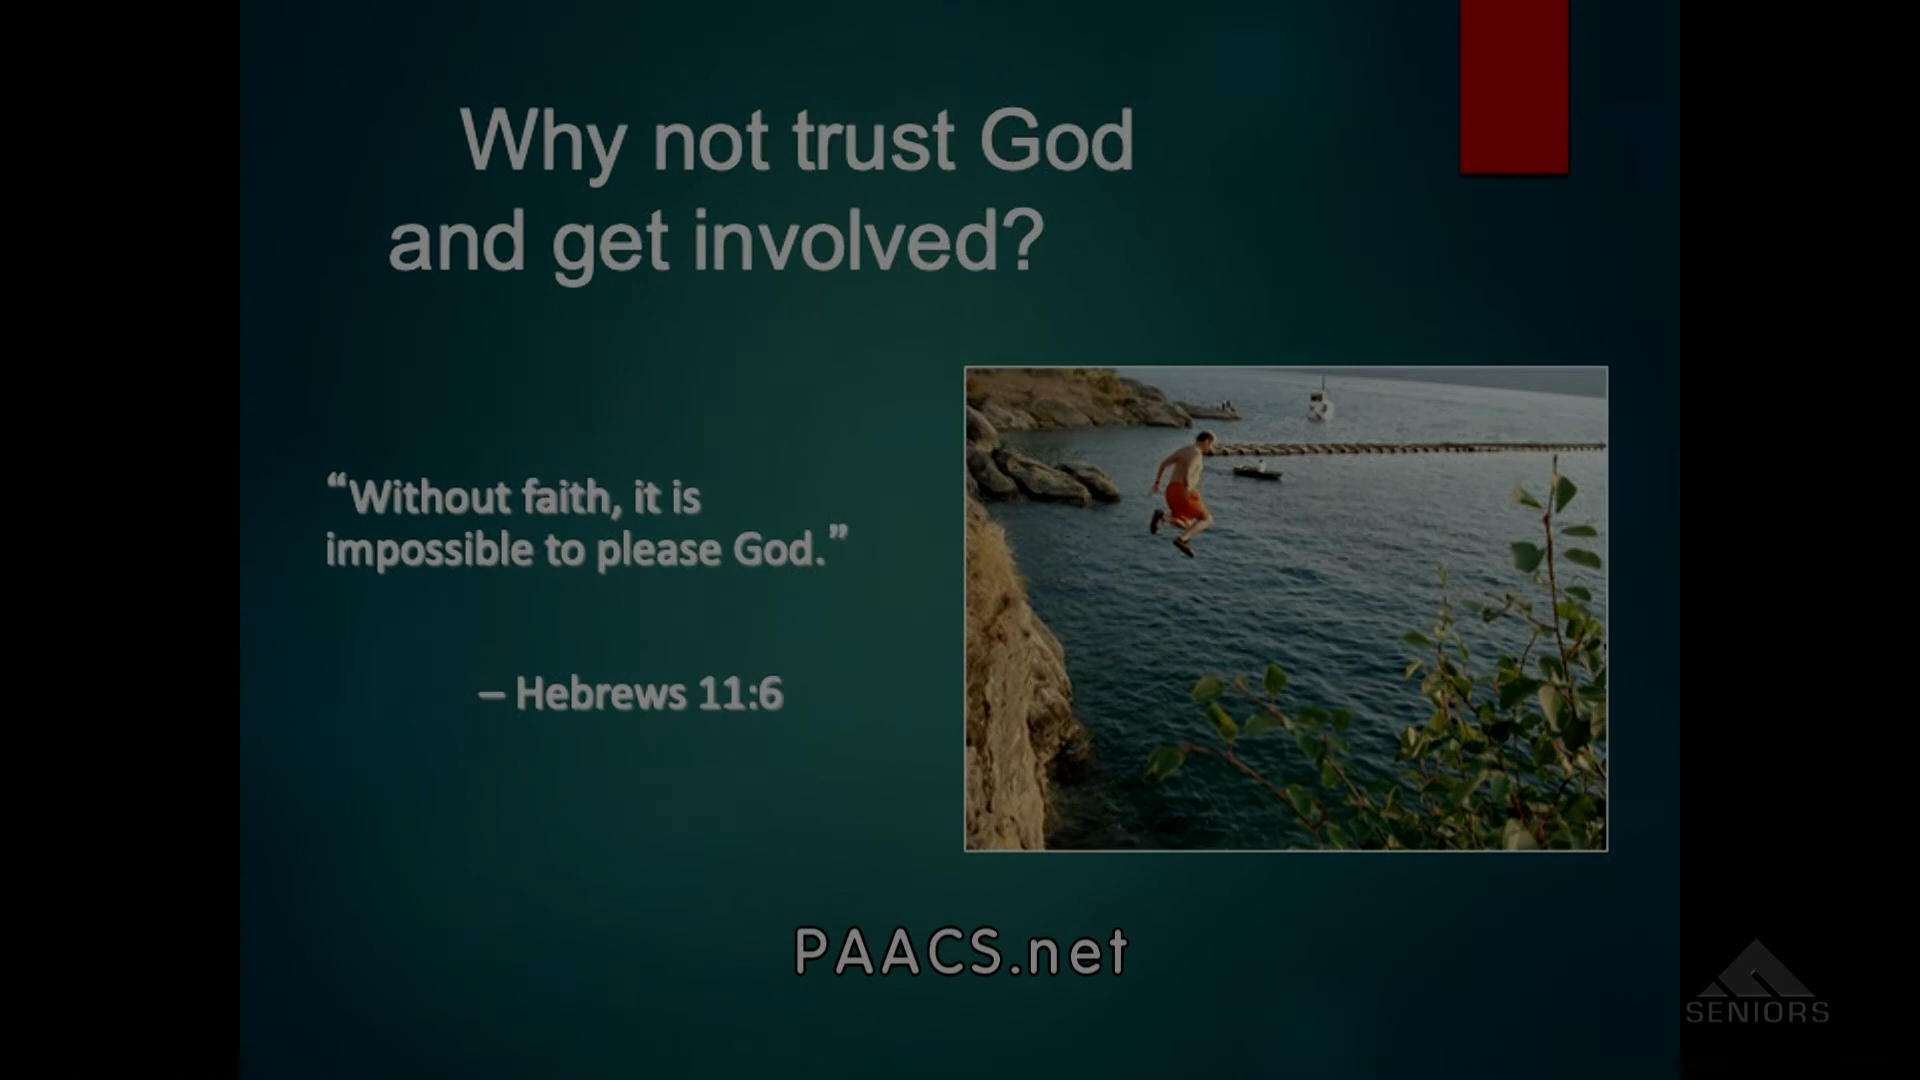 Why not trust God
and get involved?
“Without faith, it is
impossible to please God.”
– Hebrews 11:6
PAACS.net
SENIORS